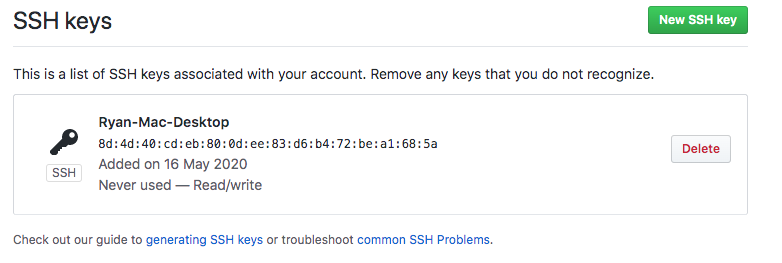 SSH keys
New SSH key
This is a list of SSH keys associated with your account. Remove any keys that you do not recognize.
Ryan-Mac-Desktop
8d:4d:40:cd:eb:80:0d:ee:83:d6:b4:72:be:a1:68:5a
Added on 16 May 2020
Never used — Read/write
SSH
Delete
Check out our guide to generating SSH keys or troubleshoot common SSH Problems.